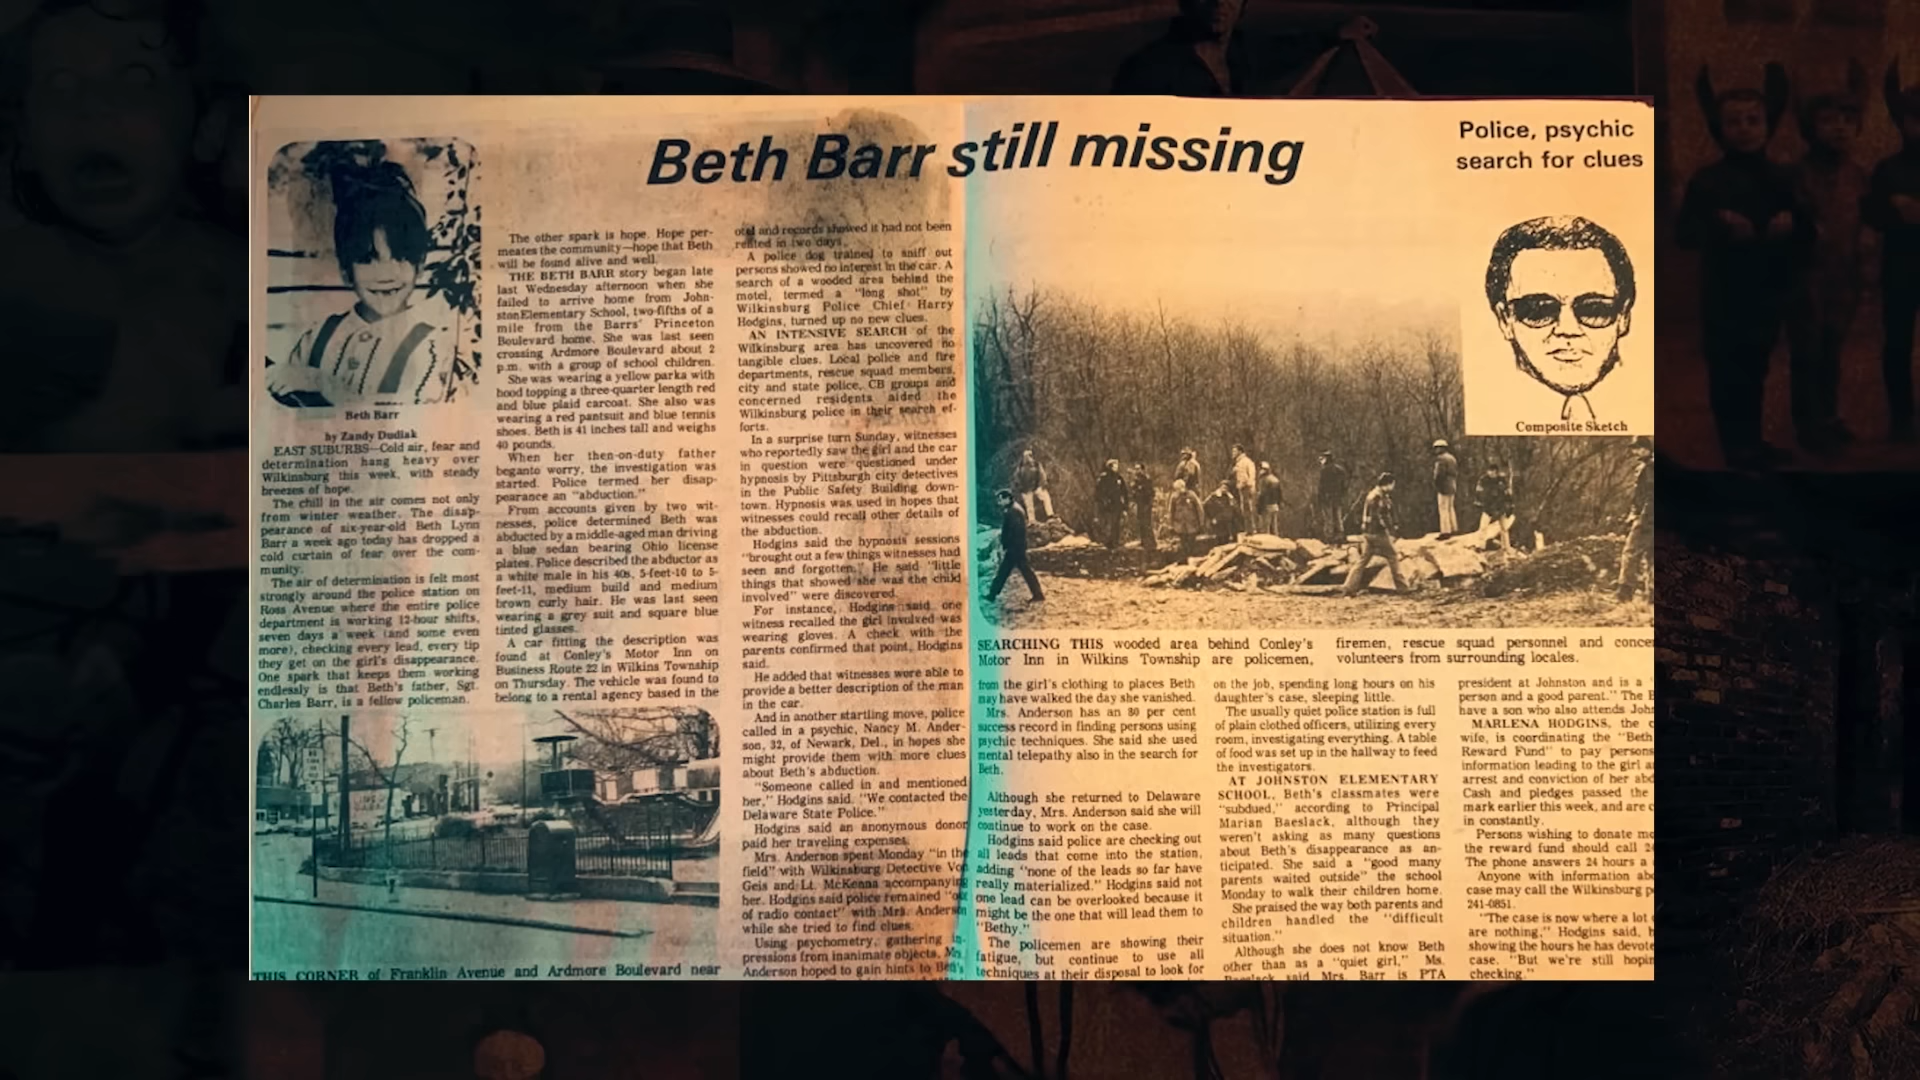 Beth Barr still missing
Police, psychic
search for clues
Composite Sketch
Beth Barr
by Zandy Dudiak
EAST SUBURBS—Cold air, fear and
determination hang heavy over
Wilkinsburg this week, with steady
breezes of hope.
The chill in the air comes not only
from winter weather. The disap-
pearance of six-year-old Beth Lynn
Barr a week ago today has dropped a
cold curtain of fear over the com-
munity.
The air of determination is felt most
strongly around the police station on
Ross Avenue where the entire police
department is working 12-hour shifts,
seven days a week (and some even
more), checking every lead, every tip
they get on the girl's disappearance.
One spark that keeps them working
endlessly is that Beth's father, Sgt.
Charles Barr, is a fellow policeman.
THIS CORNER of Franklin Avenue and Ardmore Boulevard near
The other spark is hope. Hope per-
meates the community—hope that Beth
will be found alive and well.
THE BETH BARR story began late
last Wednesday afternoon when she
failed to arrive home from John-
stonElementary School, two-fifths of a
mile from the Barrs' Princeton
Boulevard home. She was last seen
crossing Ardmore Boulevard about 2
p.m. with a group of school children.
She was wearing a yellow parka with
hood topping a three-quarter length red
and blue plaid carcoat. She also was
wearing a red pantsuit and blue tennis
shoes. Beth is 41 inches tall and weighs
40 pounds.
When her then-on-duty father
beganto worry, the investigation was
started. Police termed her disap-
pearance an "abduction."
From accounts given by two wit-
nesses, police determined Beth was
abducted by a middle-aged man driving
a blue sedan bearing Ohio license
plates. Police described the abductor as
a white male in his 40s, 5-feet-10 to 5-
feet-11, medium build and medium
brown curly hair. He was last seen
wearing a grey suit and square blue
tinted glasses.
A car fitting the description was
found at Conley's Motor Inn on
Business Route 22 in Wilkins Township
on Thursday. The vehicle was found to
belong to a rental agency based in the
otel and records showed it had not been
rented in two days.
A police dog trained to sniff out
persons showed no interest in the car. A
search of a wooded area behind the
motel, termed a "long shot" by
Wilkinsburg Police Chief Harry
Hodgins, turned up no new clues.
AN INTENSIVE SEARCH of the
Wilkinsburg area has uncovered no
tangible clues. Local police and fire
departments, rescue squad members,
city and state police, CB groups and
concerned residents aided the
Wilkinsburg police in their search ef-
forts.
In a surprise turn Sunday, witnesses
who reportedly saw the girl and the car
in question were questioned under
hypnosis by Pittsburgh city detectives
in the Public Safety Building down-
town. Hypnosis was used in hopes that
witnesses could recall other details of
the abduction.
Hodgins said the hypnosis sessions
"brought out a few things witnesses had
seen and forgotten." He said "little
things that showed she was the child
involved" were discovered.
For instance, Hodgins said, one
witness recalled the girl involved was
wearing gloves. A check with the
parents confirmed that point, Hodgins
said.
He added that witnesses were able to
provide a better description of the man
in the car.
And in another startling move, police
called in a psychic, Nancy M. Ander-
son, 32, of Newark, Del., in hopes she
might provide them with more clues
about Beth's abduction.
"Someone called in and mentioned
her," Hodgins said. "We contacted the
Delaware State Police."
Hodgins said an anonymous donor
paid her traveling expenses.
Mrs. Anderson spent Monday "in the
field" with Wilkinsburg Detective Von
Geis and Lt. McKenna accompanying
her. Hodgins said police remained "out
of radio contact" with Mrs. Anderson
while she tried to find clues.
Using psychometry, gathering im-
pressions from inanimate objects, Mrs.
Anderson hoped to gain hints to Beth's
SEARCHING THIS wooded area behind Conley's
Motor Inn in Wilkins Township are policemen,
firemen, rescue squad personnel and conce
volunteers from surrounding locales.
from the girl's clothing to places Beth
may have walked the day she vanished.
Mrs. Anderson has an 80 per cent
success record in finding persons using
psychic techniques. She said she used
mental telepathy also in the search for
Beth.
Although she returned to Delaware
yesterday, Mrs. Anderson said she will
continue to work on the case.
Hodgins said police are checking out
all leads that come into the station,
adding "none of the leads so far have
really materialized." Hodgins said not
one lead can be overlooked because it
might be the one that will lead them to
"Bethy."
The policemen are showing their
fatigue, but continue to use all
techniques at their disposal to look for
on the job, spending long hours on his
daughter's case, sleeping little.
The usually quiet police station is full
of plain clothed officers, utilizing every
room, investigating everything. A table
of food was set up in the hallway to feed
the investigators.
AT JOHNSTON ELEMENTARY
SCHOOL, Beth's classmates were
"subdued," according to Principal
Marian Baeslack, although they
weren't asking as many questions
about Beth's disappearance as an-
ticipated. She said a "good many
parents waited outside" the school
Monday to walk their children home.
She praised the way both parents and
children handled the "difficult
situation."
Although she does not know Beth
other than as a "quiet girl," Ms.
Baeslack said Mrs. Barr is PTA
president at Johnston and is a
person and a good parent." The B
have a son who also attends John
MARLENA HODGINS, the c
wife, is coordinating the "Beth
Reward Fund" to pay persons
information leading to the girl a
arrest and conviction of her abd
Cash and pledges passed the
mark earlier this week, and are c
in constantly.
Persons wishing to donate mo
the reward fund should call 24
The phone answers 24 hours a
Anyone with information abo
case may call the Wilkinsburg p
241-0851.
"The case is now where a lot
are nothing," Hodgins said, h
showing the hours he has devote
case. "But we're still hopin
checking."